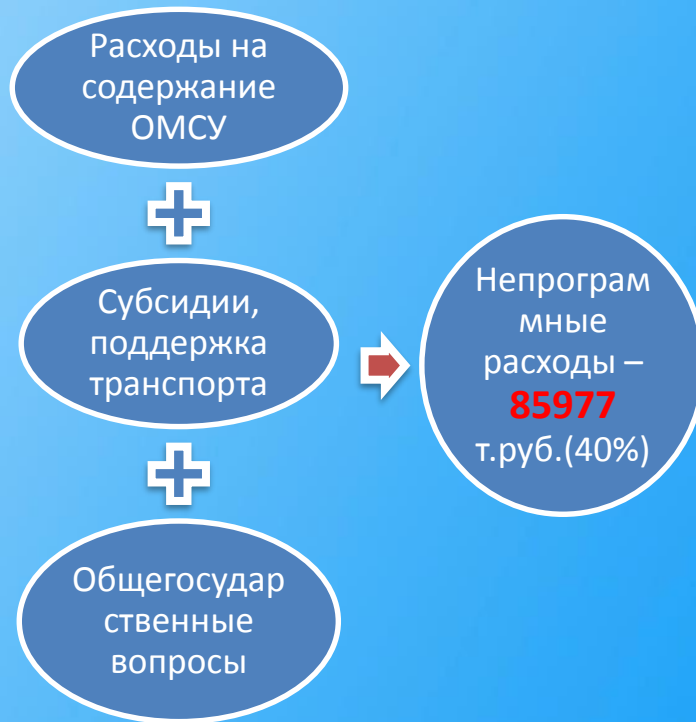 Расходы на
содержание
ОМСУ
Субсидии,
поддержка
транспорта
Общегосудар
ственные
вопросы
Непрограм
мные
расходы –
85977
т.руб.(40%)